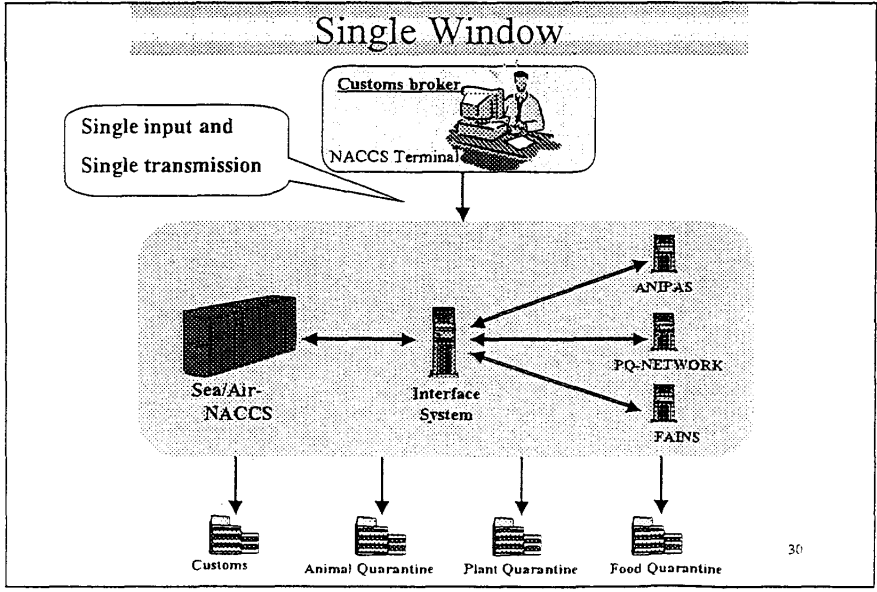 Single Window
Customs broker
NACCS Terminal
Single input and
Single transmission
ANIPAS
Sea/Air-
NACCS
Interface
System
PQ-NETWORK
FAINS
Customs
Animal Quarantine
Plant Quarantine
Food Quarantine
30